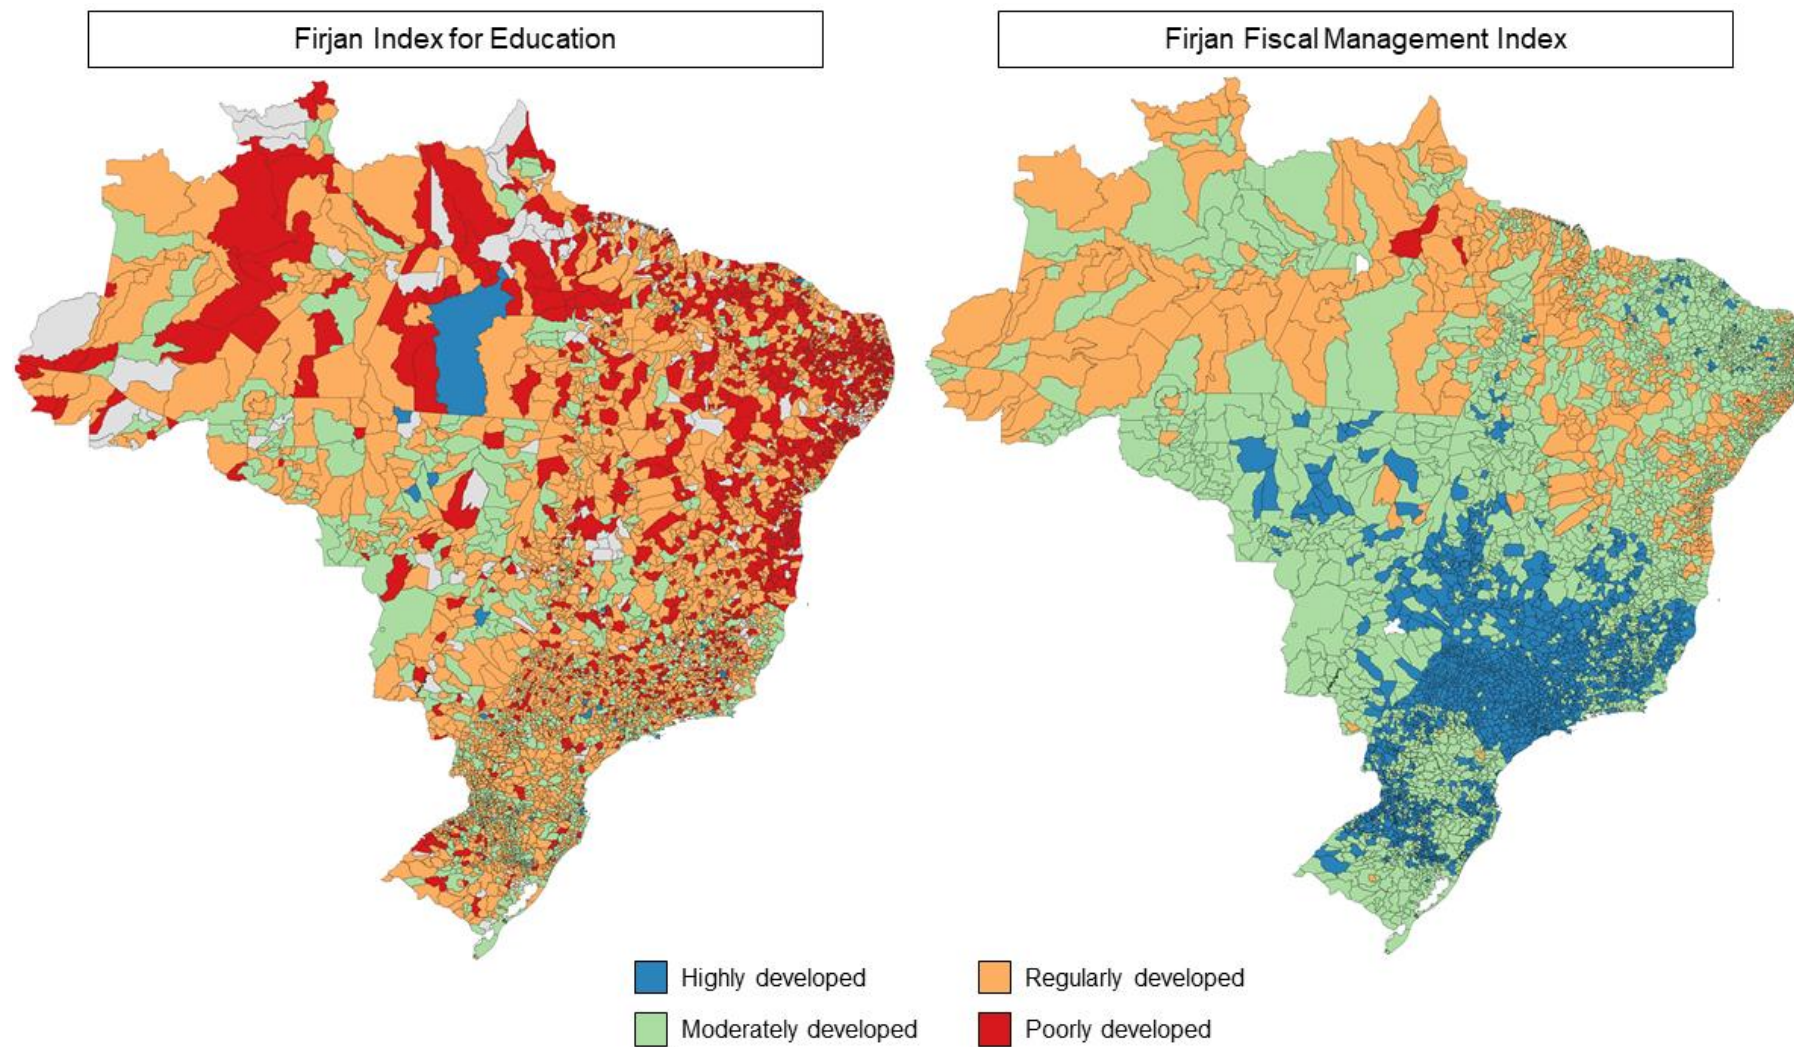 Firjan Index for Education
Firjan Fiscal Management Index
Highly developed
Regularly developed
Moderately developed
Poorly developed